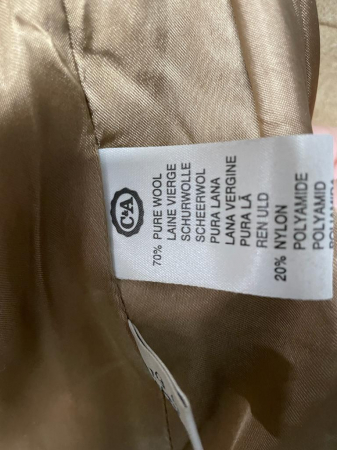 C&A
70% PURE WOOL
LAINE VIERGE
SCHURWOLLE
SCHEERWOL
PURA LANA
LANA VERGINE
PURA LÃ
REN ULD
20% NYLON
POLYAMIDE
POLYAMID